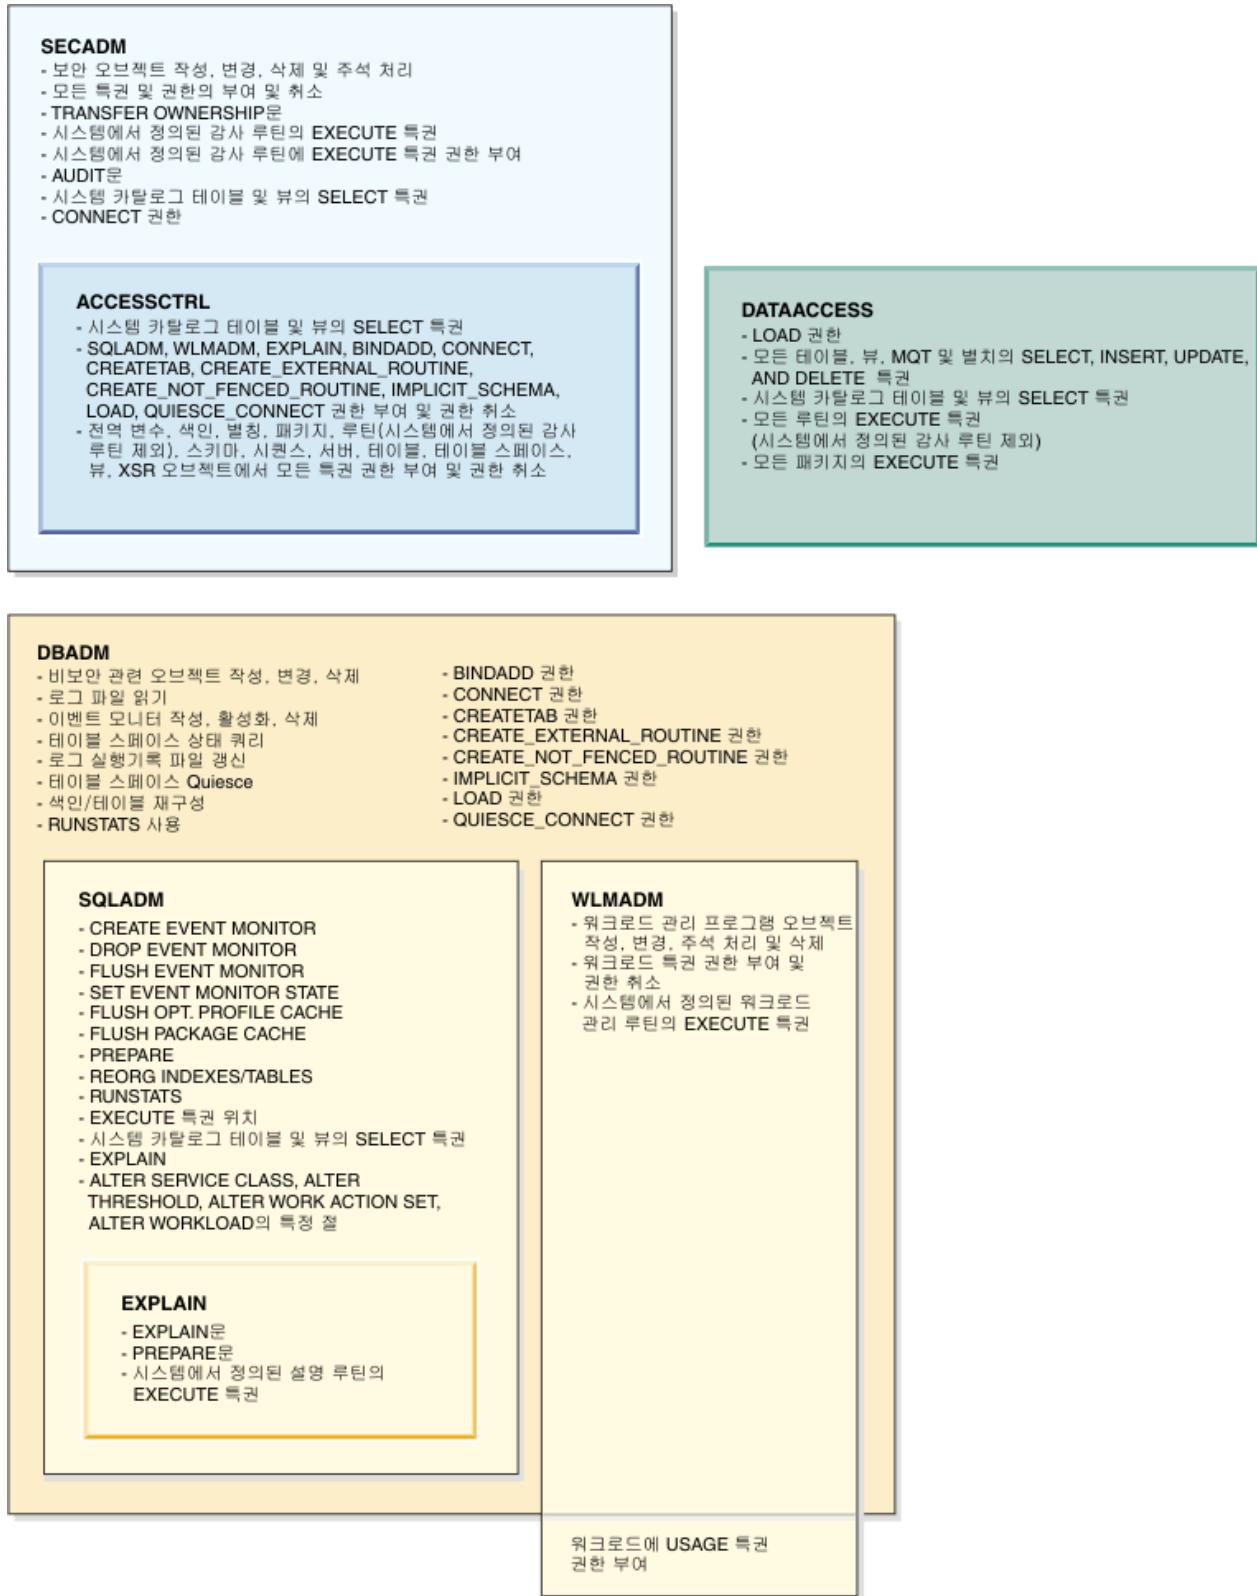 SECADM
- 보안 오브젝트 작성, 변경, 삭제 및 주석 처리
- 모든 특권 및 권한의 부여 및 취소
- TRANSFER OWNERSHIP문
- 시스템에서 정의된 감사 루틴의 EXECUTE 특권
- 시스템에서 정의된 감사 루틴에 EXECUTE 특권 권한 부여
- AUDIT문
- 시스템 카탈로그 테이블 및 뷰의 SELECT 특권
- CONNECT 권한
ACCESSCTRL
- 시스템 카탈로그 테이블 및 뷰의 SELECT 특권
- SQLADM, WLMADM, EXPLAIN, BINDADD, CONNECT,
CREATETAB, CREATE_EXTERNAL_ROUTINE,
CREATE_NOT_FENCED_ROUTINE, IMPLICIT_SCHEMA,
LOAD, QUIESCE_CONNECT 권한 부여 및 권한 취소
- 전역 변수, 색인, 별칭, 패키지, 루틴(시스템에서 정의된 감사
루틴 제외), 스키마, 시퀀스, 서버, 테이블, 테이블 스페이스,
뷰, XSR 오브젝트에서 모든 특권 권한 부여 및 권한 취소
DATAACCESS
- LOAD 권한
- 모든 테이블, 뷰, MQT 및 별치의 SELECT, INSERT, UPDATE,
AND DELETE 특권
- 시스템 카탈로그 테이블 및 뷰의 SELECT 특권
- 모든 루틴의 EXECUTE 특권
(시스템에서 정의된 감사 루틴 제외)
- 모든 패키지의 EXECUTE 특권
DBADM
- 비보안 관련 오브젝트 작성, 변경, 삭제
- 로그 파일 읽기
- 이벤트 모니터 작성, 활성화, 삭제
- 테이블 스페이스 상태 쿼리
- 로그 실행기록 파일 갱신
- 테이블 스페이스 Quiesce
- 색인/테이블 재구성
- RUNSTATS 사용
- BINDADD 권한
- CONNECT 권한
- CREATETAB 권한
- CREATE_EXTERNAL_ROUTINE 권한
- CREATE_NOT_FENCED_ROUTINE 권한
- IMPLICIT_SCHEMA 권한
- LOAD 권한
- QUIESCE_CONNECT 권한
SQLADM
- CREATE EVENT MONITOR
- DROP EVENT MONITOR
- FLUSH EVENT MONITOR
- SET EVENT MONITOR STATE
- FLUSH OPT. PROFILE CACHE
- FLUSH PACKAGE CACHE
- PREPARE
- REORG INDEXES/TABLES
- RUNSTATS
- EXECUTE 특권 위치
- 시스템 카탈로그 테이블 및 뷰의 SELECT 특권
- EXPLAIN
- ALTER SERVICE CLASS, ALTER
THRESHOLD, ALTER WORK ACTION SET,
ALTER WORKLOAD의 특정 절
EXPLAIN
- EXPLAIN문
- PREPARE문
- 시스템에서 정의된 설명 루틴의
EXECUTE 특권
WLMADM
- 워크로드 관리 프로그램 오브젝트
작성, 변경, 주석 처리 및 삭제
- 워크로드 특권 권한 부여 및
권한 취소
- 시스템에서 정의된 워크로드
관리 루틴의 EXECUTE 특권
워크로드에 USAGE 특권
권한 부여